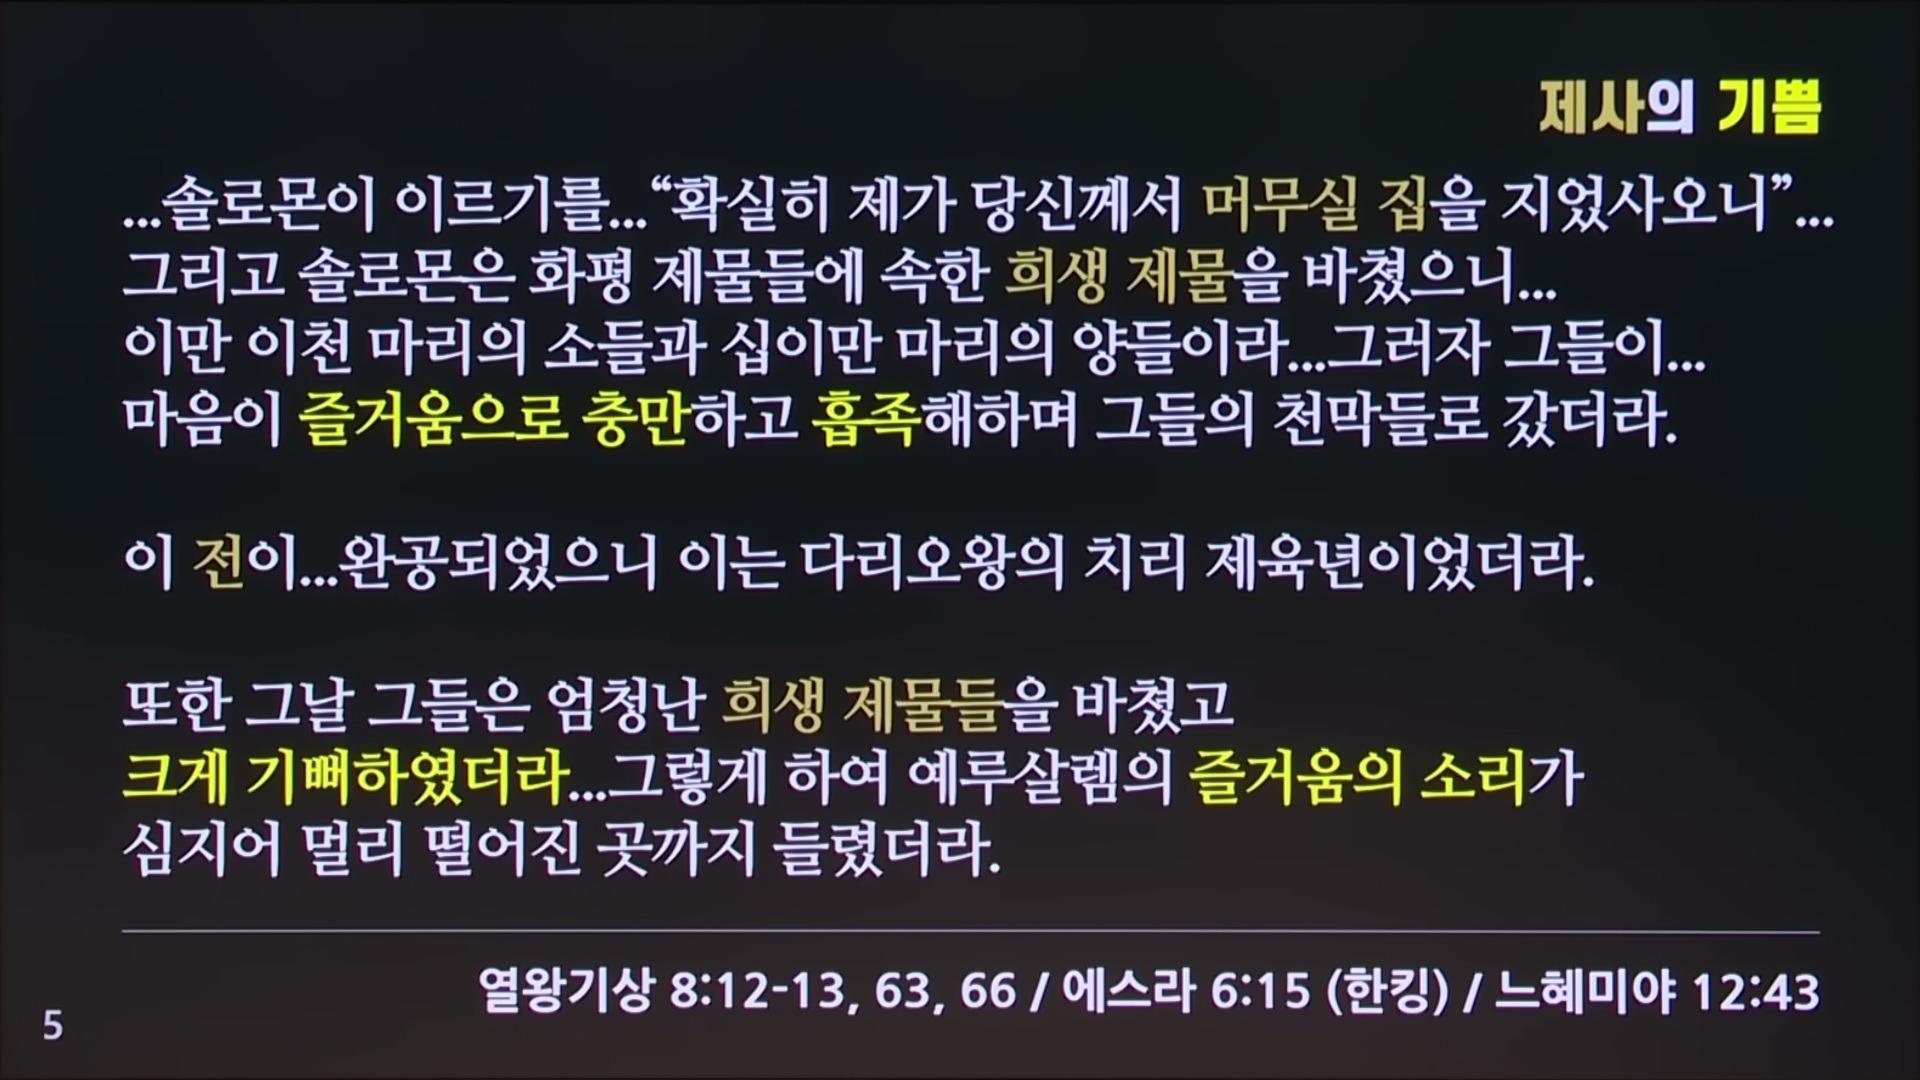 제사의 기쁨
...솔로몬이 이르기를...“확실히 제가 당신께서 머무실 집을 지었사오니”...
그리고 솔로몬은 화평 제물들에 속한 희생 제물을 바쳤으니...
이만 이천 마리의 소들과 십이만 마리의 양들이라...그러자 그들이...
마음이 즐거움으로 충만하고 흡족해하며 그들의 천막들로 갔더라.
이 전이...완공되었으니 이는 다리오왕의 치리 제육년이었더라.
또한 그날 그들은 엄청난 희생 제물들을 바쳤고
크게 기뻐하였더라...그렇게 하여 예루살렘의 즐거움의 소리가
심지어 멀리 떨어진 곳까지 들렸더라.
열왕기상 8:12-13, 63, 66 / 에스라 6:15 (한킹) / 느헤미야 12:43
5